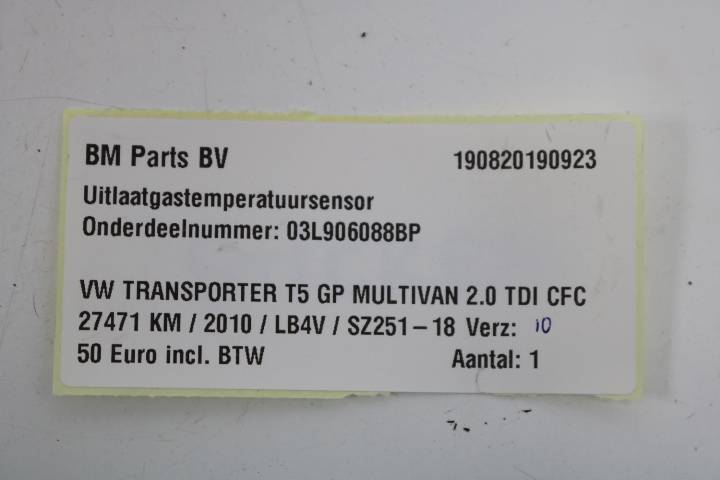 BM Parts BV 190820190923
Uitlaatgastemperatuursensor
Onderdeelnummer: 03L906088BP
VW TRANSPORTER T5 GP MULTIVAN 2.0 TDI CFC
27471 KM / 2010 / LB4V / SZ251-18 Verz: 10
50 Euro incl. BTW Aantal: 1